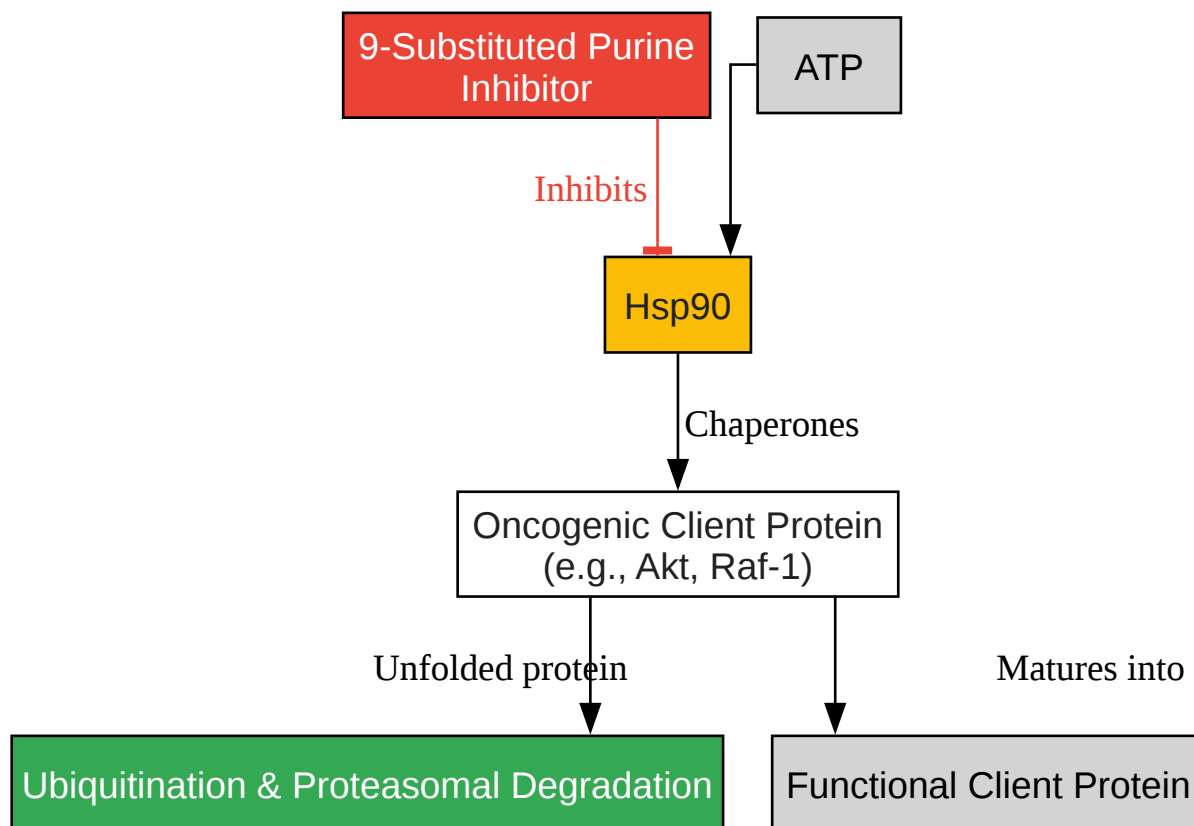 9-Substituted Purine
Inhibitor
ATP
Inhibits
Hsp90
Chaperones
Oncogenic Client Protein
(e.g., Akt, Raf-1)
Unfolded protein
Matures into
Ubiquitination & Proteasomal Degradation
Functional Client Protein